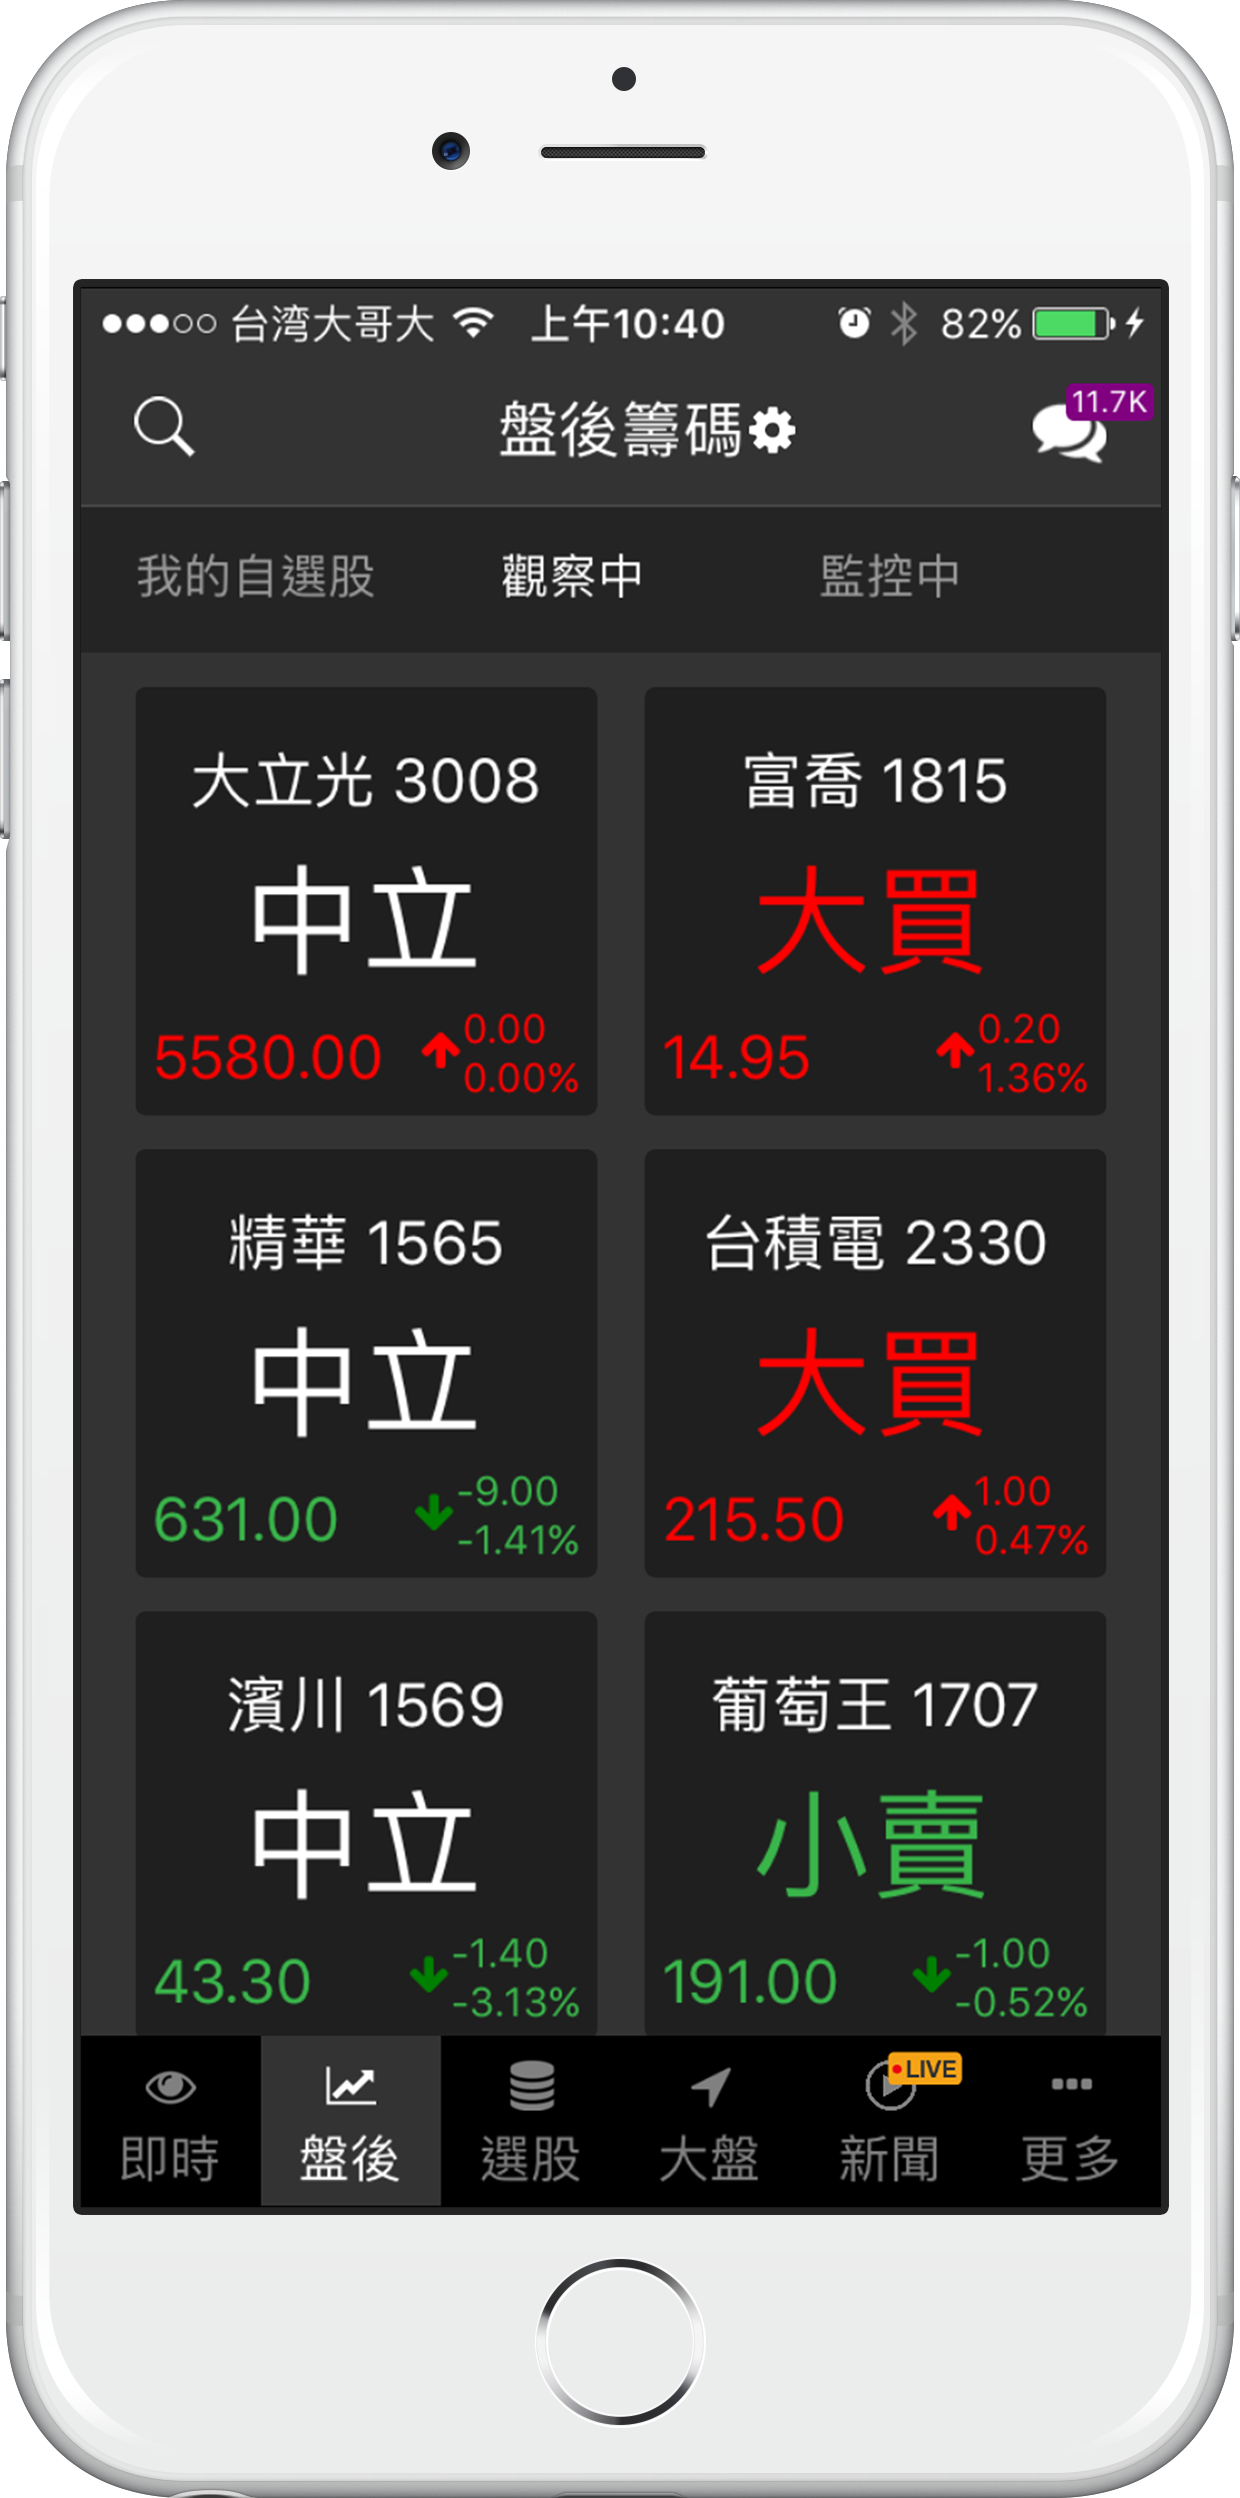 台湾大哥大 上午10:40 82%
盤後籌碼 11.7K
我的自選股 觀察中 監控中
大立光 3008
中立
5580.00 0.00
0.00%
富喬 1815
大買
14.95 0.20
1.36%
精華 1565
中立
631.00 -9.00
-1.41%
台積電 2330
大買
215.50 1.00
0.47%
濱川 1569
中立
43.30 -1.40
-3.13%
葡萄王 1707
小賣
191.00 -1.00
-0.52%
LIVE
即時 盤後 選股 大盤 新聞 更多